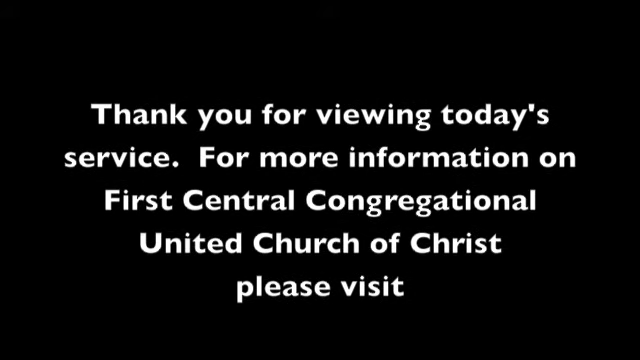 Thank you for viewing today's
service.  For more information on
First Central Congregational
United Church of Christ
please visit